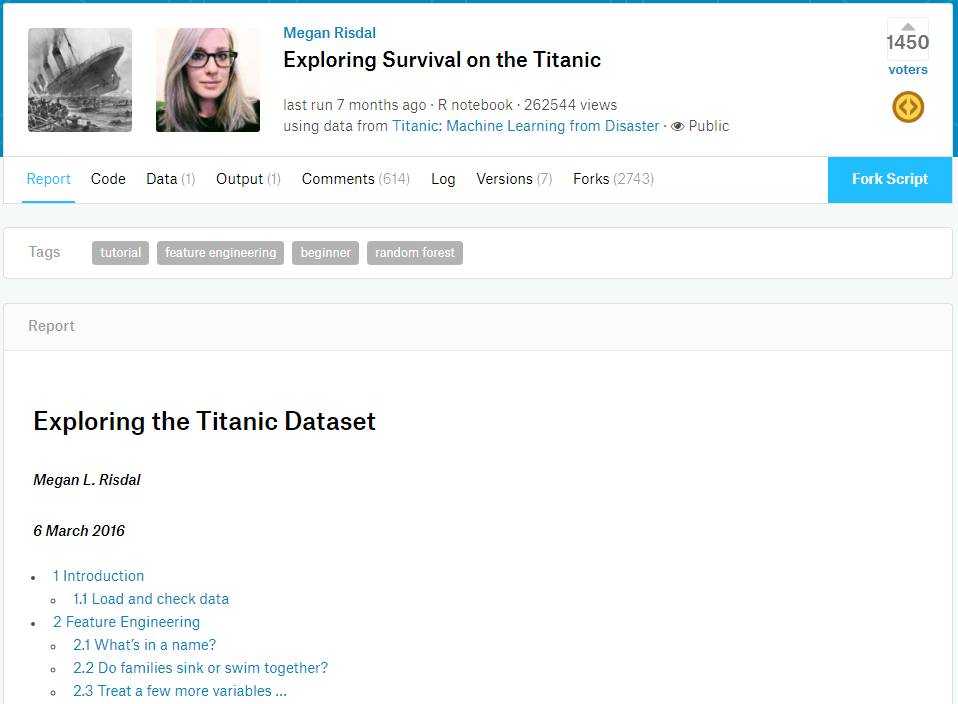 Megan Risdal
Exploring Survival on the Titanic
1450
voters
last run 7 months ago · R notebook · 262544 views
using data from Titanic: Machine Learning from Disaster · Public
Report Code Data (1) Output (1) Comments (614) Log Versions (7) Forks (2743) Fork Script
Tags tutorial feature engineering beginner random forest
Report
Exploring the Titanic Dataset
Megan L. Risdal
6 March 2016
• 1 Introduction
◦ 1.1 Load and check data
• 2 Feature Engineering
◦ 2.1 What’s in a name?
◦ 2.2 Do families sink or swim together?
◦ 2.3 Treat a few more variables ...